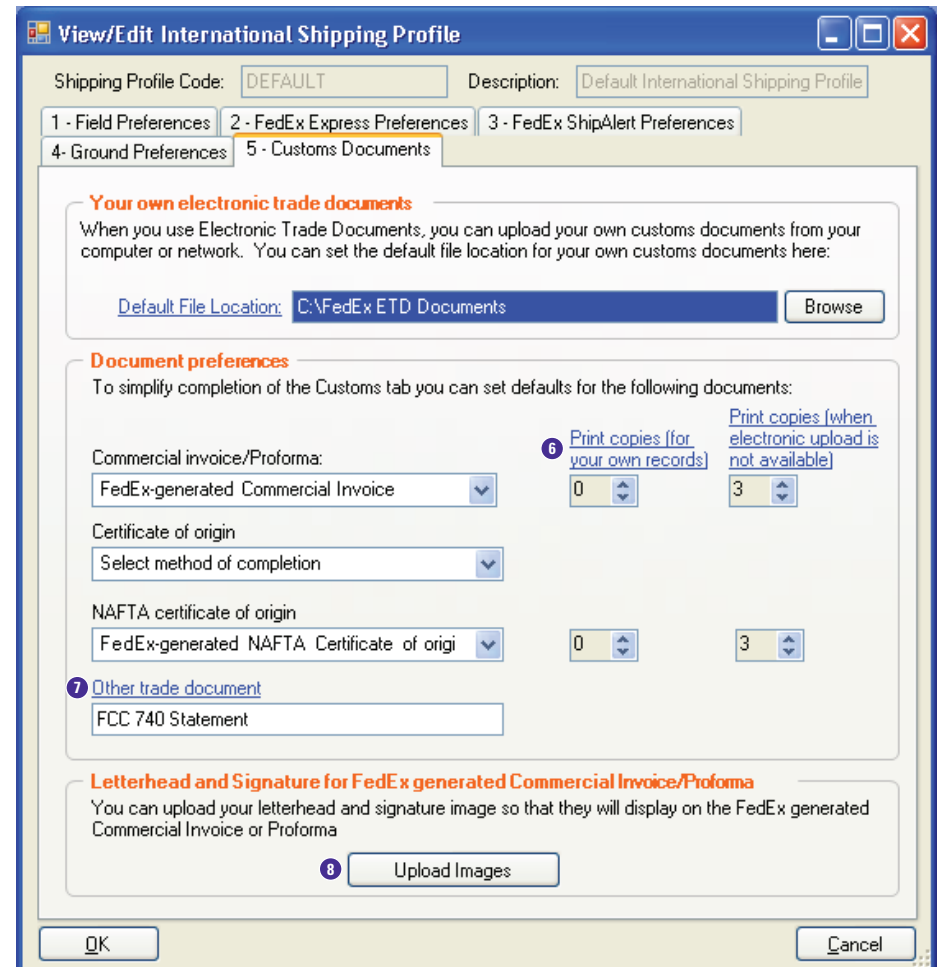 View/Edit International Shipping Profile
Shipping Profile Code: DEFAULT Description: Default International Shipping Profile
1 - Field Preferences 2 - FedEx Express Preferences 3 - FedEx ShipAlert Preferences
4- Ground Preferences 5 - Customs Documents
Your own electronic trade documents
When you use Electronic Trade Documents, you can upload your own customs documents from your
computer or network. You can set the default file location for your own customs documents here:
Default File Location: C:\FedEx ETD Documents Browse
Document preferences
To simplify completion of the Customs tab you can set defaults for the following documents:
Commercial invoice/Proforma:
6 Print copies (for
your own records)
Print copies (when
electronic upload is
not available)
FedEx-generated Commercial Invoice 0 3
Certificate of origin
Select method of completion
NAFTA certificate of origin
FedEx-generated NAFTA Certificate of origi 0 3
7 Other trade document
FCC 740 Statement
Letterhead and Signature for FedEx generated Commercial Invoice/Proforma
You can upload your letterhead and signature image so that they will display on the FedEx generated
Commercial Invoice or Proforma
8 Upload Images
OK Cancel